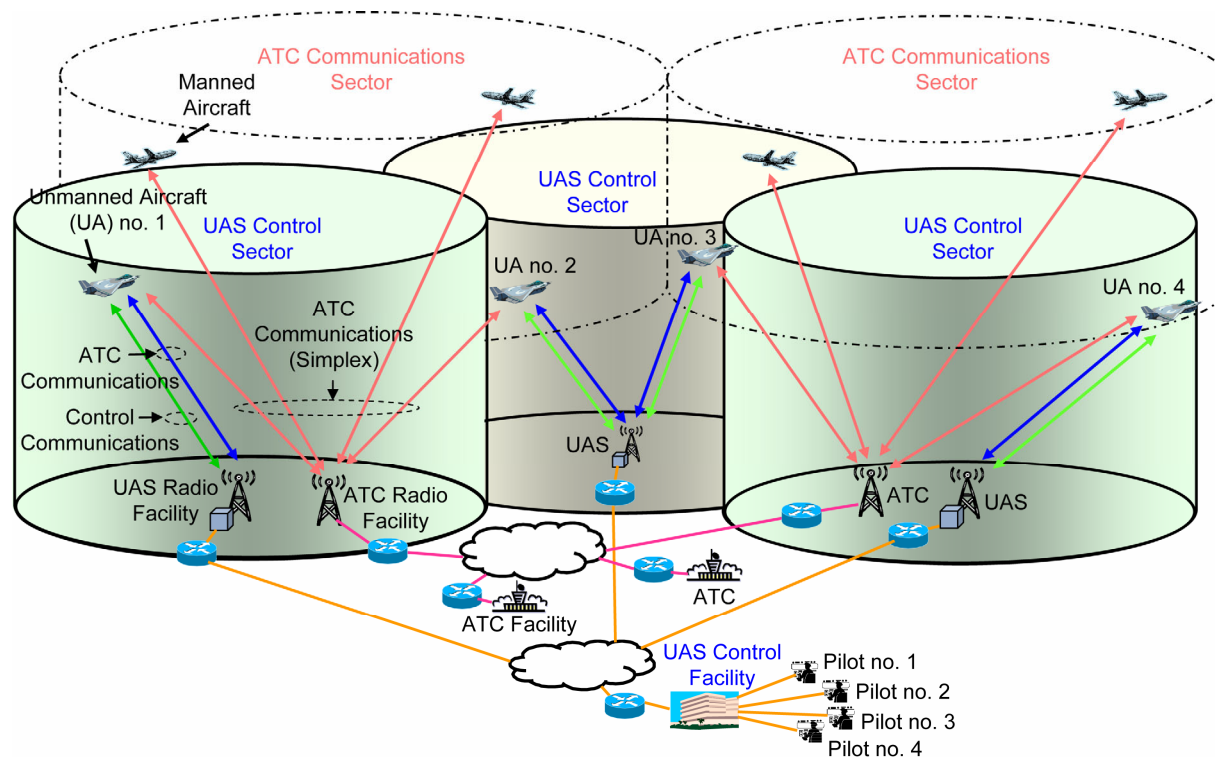 ATC Communications
Sector
ATC Communications
Sector
Manned
Aircraft
Unmanned Aircraft
(UA) no. 1
UAS Control
Sector
UAS Control
Sector
UAS Control
Sector
UA no. 3
UA no. 2
UA no. 4
ATC
Communications
(Simplex)
ATC
Communications
Control
Communications
UAS
UAS Radio
Facility
ATC Radio
Facility
ATC
UAS
ATC
ATC Facility
UAS Control
Facility
Pilot no. 1
Pilot no. 2
Pilot no. 3
Pilot no. 4